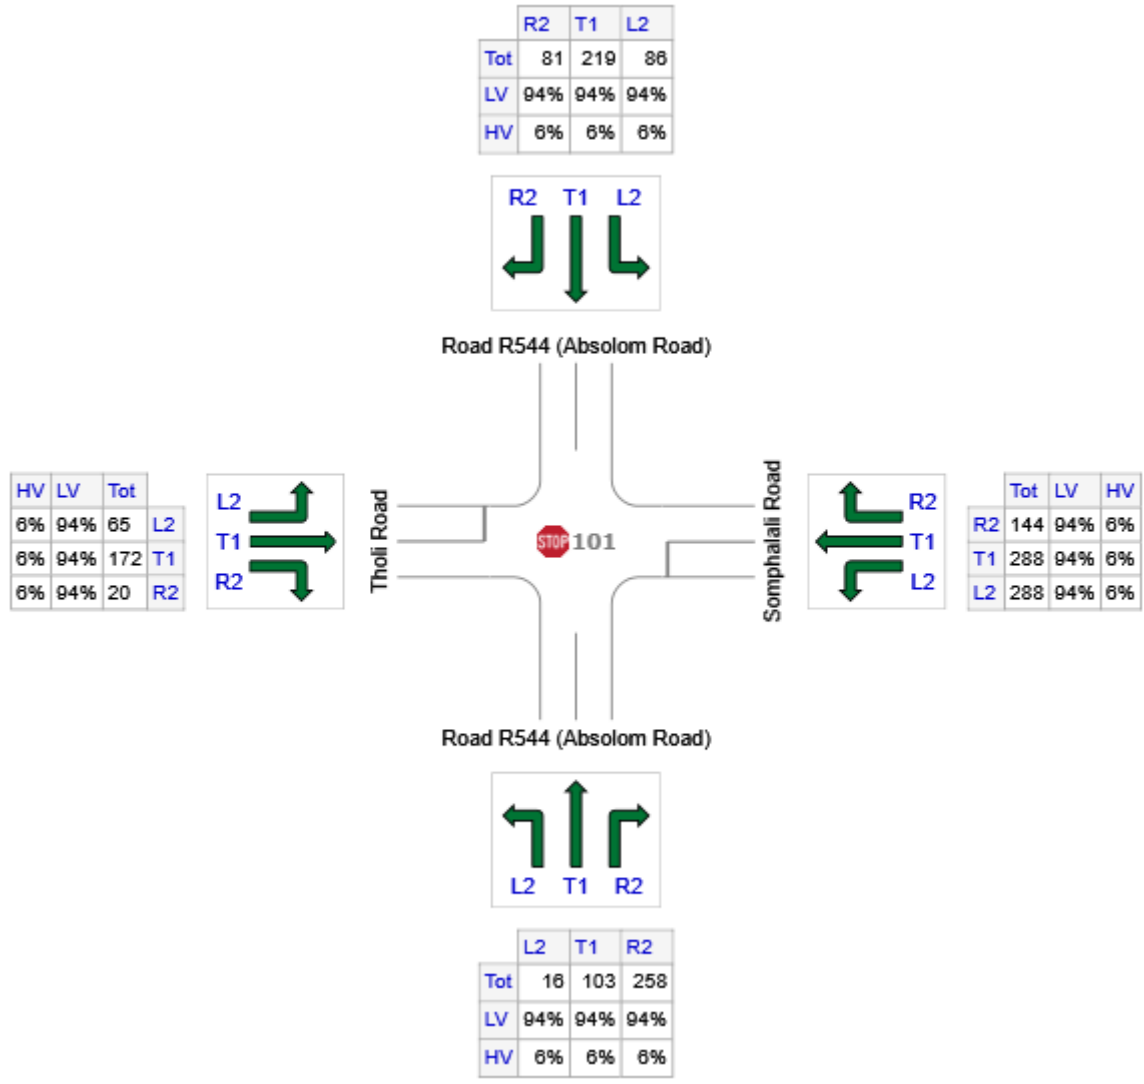 R2 T1 L2
Tot 81 219 86
LV 94% 94% 94%
HV 6% 6% 6%
R2 T1 L2
Road R544 (Absolom Road)
HV LV Tot
6% 94% 65 L2
6% 94% 172 T1
6% 94% 20 R2
L2
T1
R2
Tholi Road
STOP 101
Somphalali Road
R2
T1
L2
Tot LV HV
R2 144 94% 6%
T1 288 94% 6%
L2 288 94% 6%
Road R544 (Absolom Road)
L2 T1 R2
L2 T1 R2
Tot 16 103 258
LV 94% 94% 94%
HV 6% 6% 6%